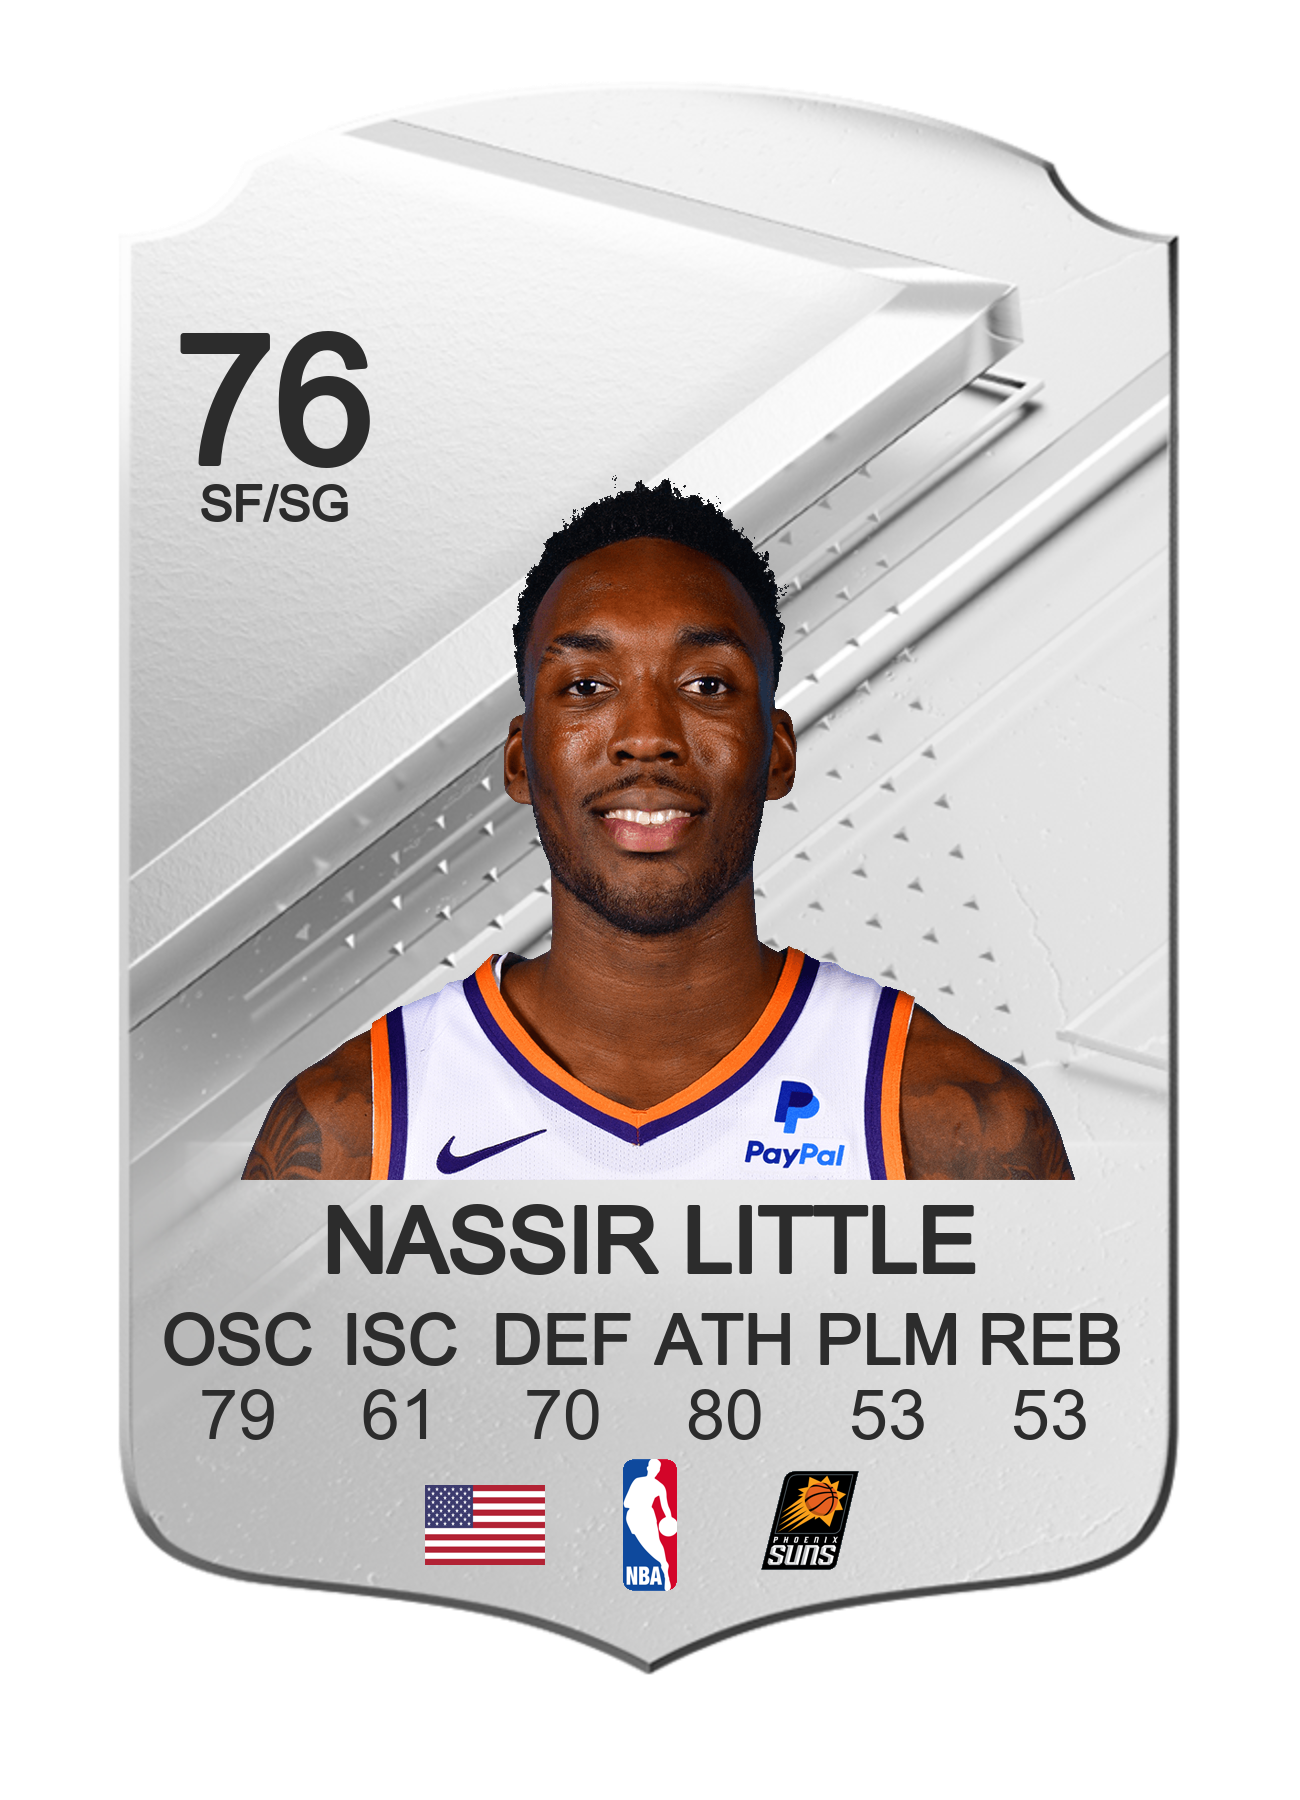 76
SF/SG
PayPal
NASSIR LITTLE
OSC ISC DEF ATH PLM REB
79 61 70 80 53 53
NBA
PHOENIX
SUNS